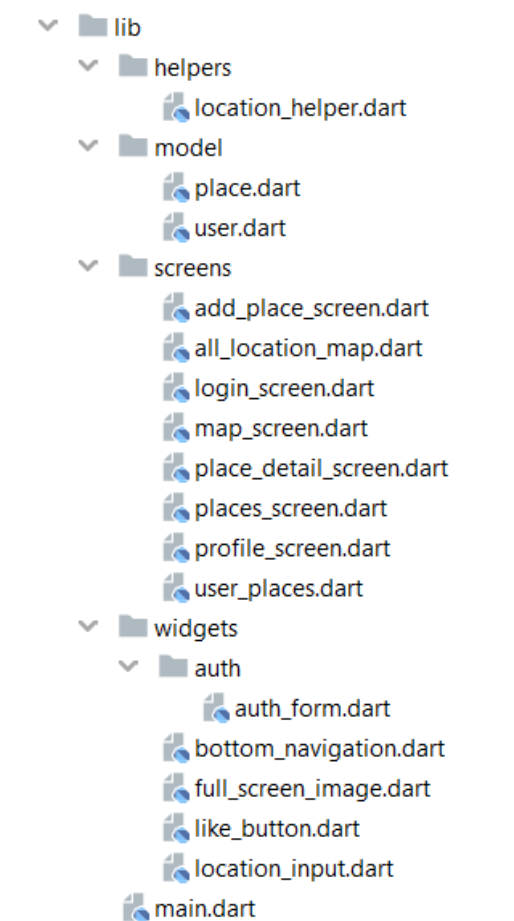 lib
helpers
location_helper.dart
model
place.dart
user.dart
screens
add_place_screen.dart
all_location_map.dart
login_screen.dart
map_screen.dart
place_detail_screen.dart
places_screen.dart
profile_screen.dart
user_places.dart
widgets
auth
auth_form.dart
bottom_navigation.dart
full_screen_image.dart
like_button.dart
location_input.dart
main.dart